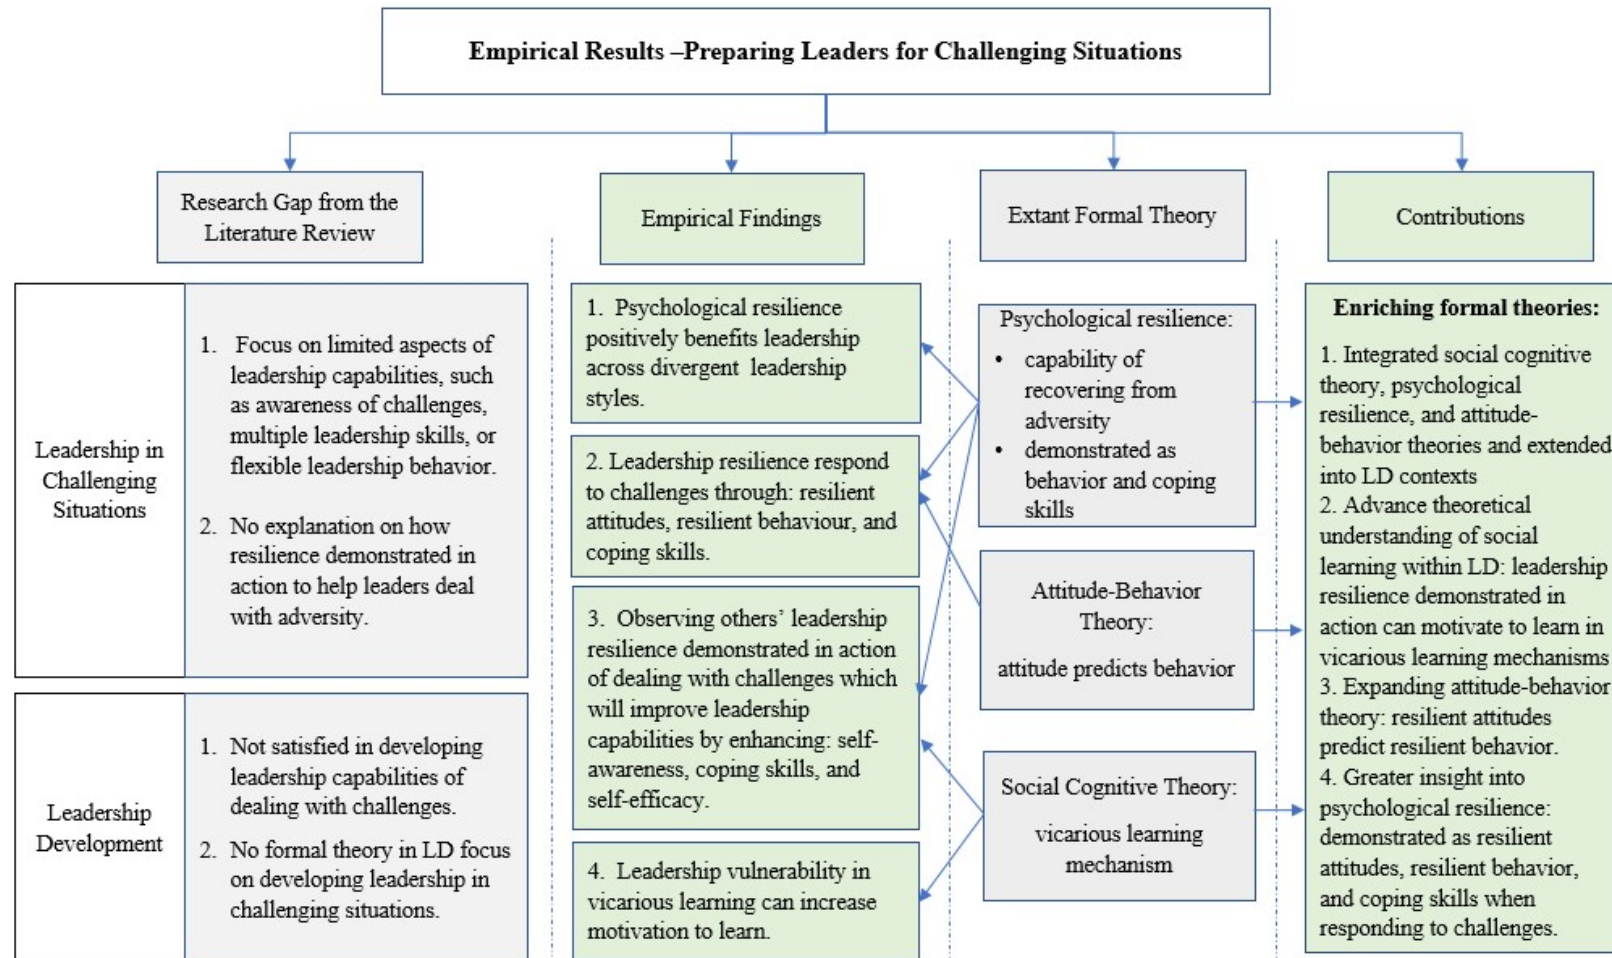 Empirical Results –Preparing Leaders for Challenging Situations
Research Gap from the
Literature Review
Empirical Findings
Extant Formal Theory
Contributions
Leadership in
Challenging
Situations
1. Focus on limited aspects of
leadership capabilities, such
as awareness of challenges,
multiple leadership skills, or
flexible leadership behavior.
2. No explanation on how
resilience demonstrated in
action to help leaders deal
with adversity.
Leadership
Development
1. Not satisfied in developing
leadership capabilities of
dealing with challenges.
2. No formal theory in LD focus
on developing leadership in
challenging situations.
1. Psychological resilience
positively benefits leadership
across divergent leadership
styles.
2. Leadership resilience respond
to challenges through: resilient
attitudes, resilient behaviour, and
coping skills.
3. Observing others’ leadership
resilience demonstrated in action
of dealing with challenges which
will improve leadership
capabilities by enhancing: self-
awareness, coping skills, and
self-efficacy.
4. Leadership vulnerability in
vicarious learning can increase
motivation to learn.
Psychological resilience:
• capability of
recovering from
adversity
• demonstrated as
behavior and coping
skills
Attitude-Behavior
Theory:
attitude predicts behavior
Social Cognitive Theory:
vicarious learning
mechanism
Enriching formal theories:
1. Integrated social cognitive
theory, psychological
resilience, and attitude-
behavior theories and extended
into LD contexts
2. Advance theoretical
understanding of social
learning within LD: leadership
resilience demonstrated in
action can motivate to learn in
vicarious learning mechanisms
3. Expanding attitude-behavior
theory: resilient attitudes
predict resilient behavior.
4. Greater insight into
psychological resilience:
demonstrated as resilient
attitudes, resilient behavior,
and coping skills when
responding to challenges.